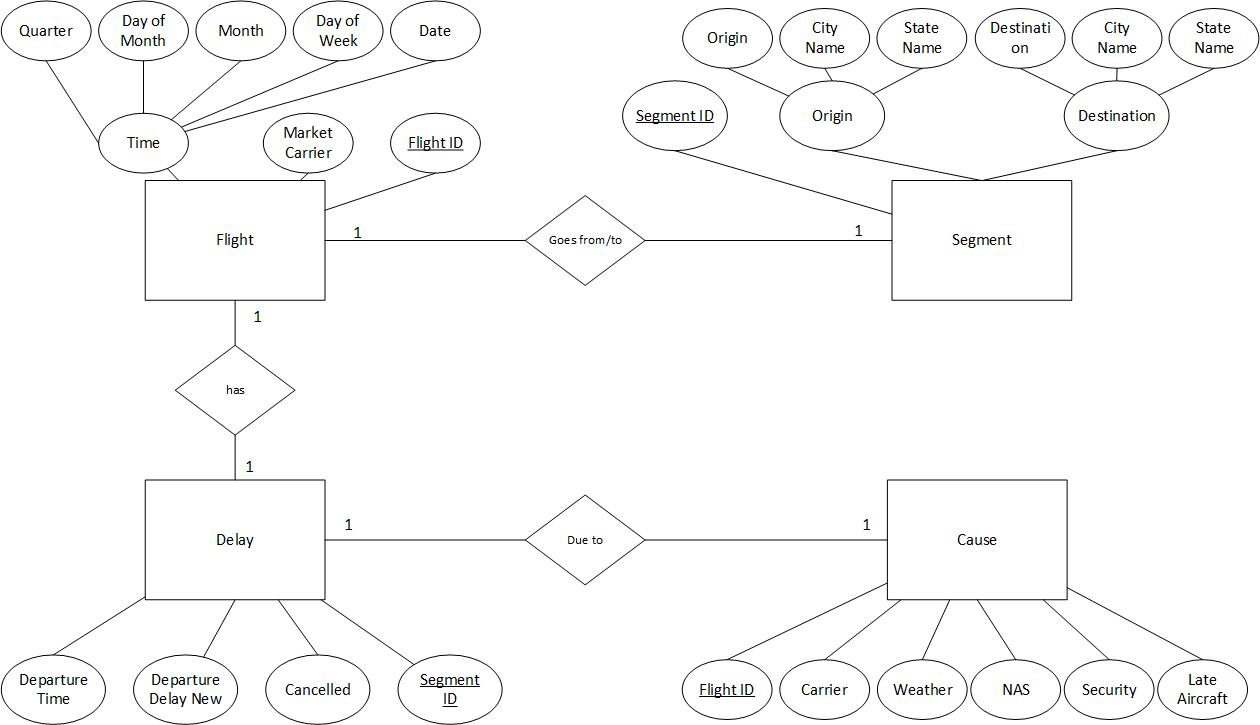 Quarter
Day of
Month
Month
Day of
Week
Date
Origin
City
Name
State
Name
Destinati
on
City
Name
State
Name
Time
Market
Carrier
Flight ID
Segment ID
Origin
Destination
Flight
1
Goes from/to
1
Segment
1
has
1
Delay
1
Due to
1
Cause
Departure
Time
Departure
Delay New
Cancelled
Segment
ID
Flight ID
Carrier
Weather
NAS
Security
Late
Aircraft